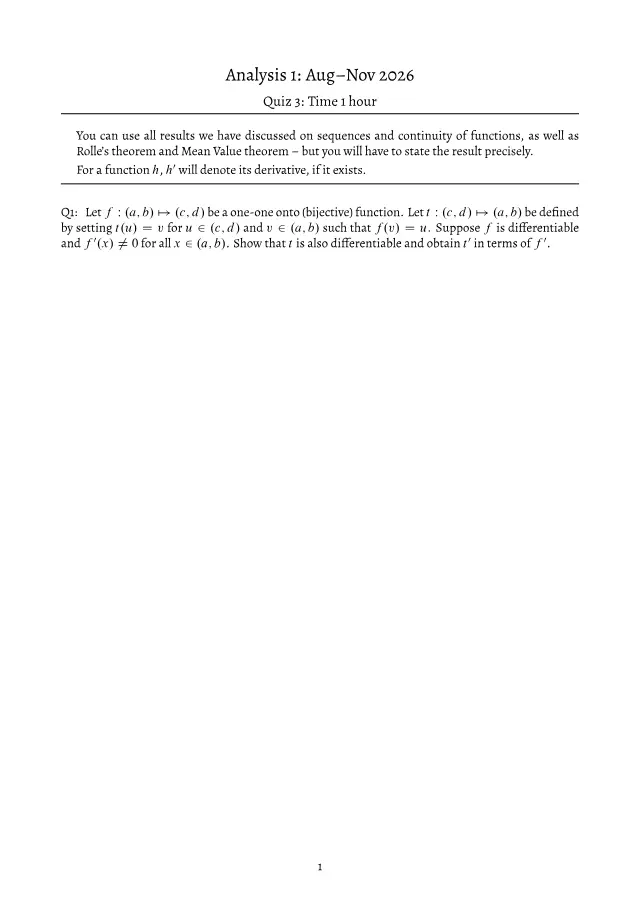 Analysis 1: Aug–Nov 2026
Quiz 3: Time 1 hour
You can use all results we have discussed on sequences and continuity of functions, as well as
Rolle's theorem and Mean Value theorem – but you will have to state the result precisely.
For a function h, h′ will denote its derivative, if it exists.
Q1: Let f : (a, b) ↦ (c, d) be a one-one onto (bijective) function. Let t : (c, d) ↦ (a, b) be defined
by setting t(u) = v for u ∈ (c, d) and v ∈ (a, b) such that f(v) = u. Suppose f is differentiable
and f′(x) ≠ 0 for all x ∈ (a, b). Show that t is also differentiable and obtain t′ in terms of f′.
1